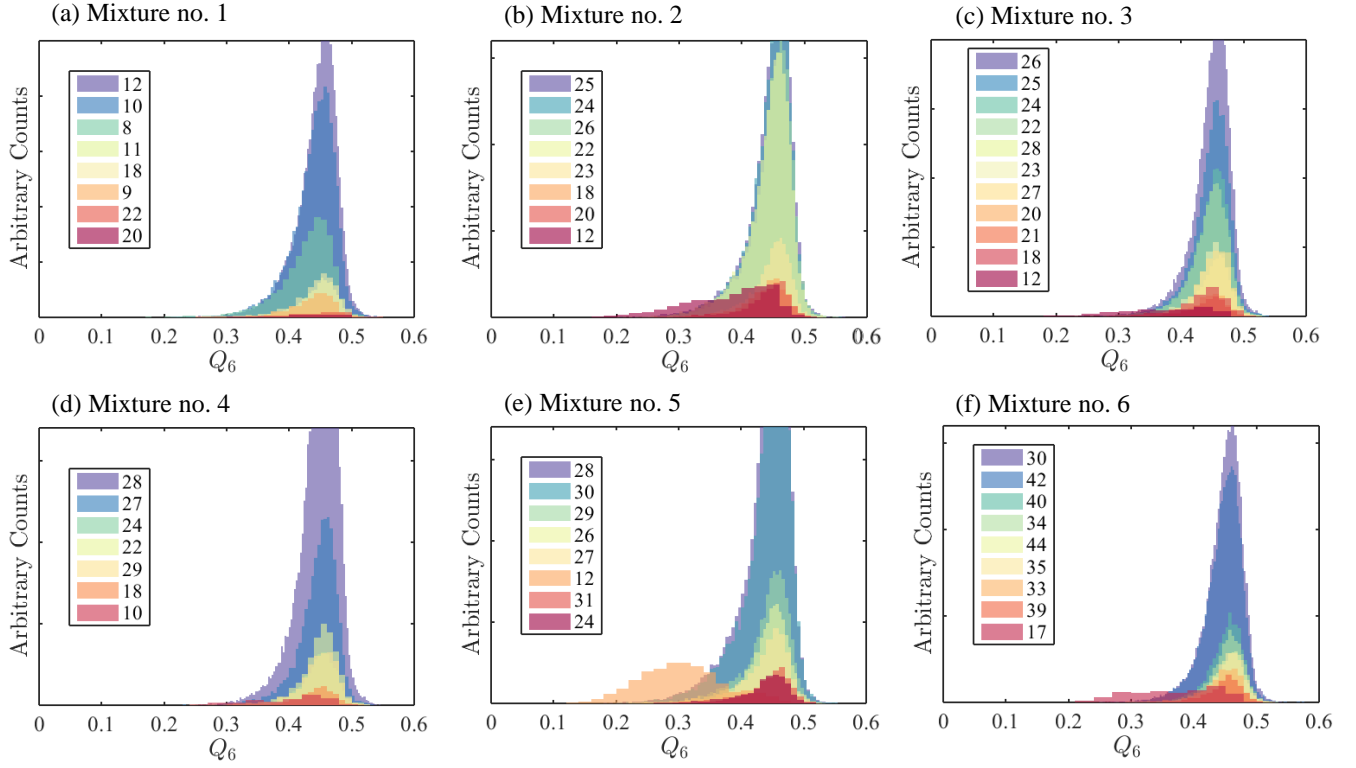 (a) Mixture no. 1
Arbitrary Counts
12
10
8
11
18
9
22
20
0 0.1 0.2 0.3 0.4 0.5 0.6
Q6
(b) Mixture no. 2
Arbitrary Counts
25
24
26
22
23
18
20
12
0 0.1 0.2 0.3 0.4 0.5 0.6
Q6
(c) Mixture no. 3
Arbitrary Counts
26
25
24
22
28
23
27
20
21
18
12
0 0.1 0.2 0.3 0.4 0.5 0.6
Q6
(d) Mixture no. 4
Arbitrary Counts
28
27
24
22
29
18
10
0 0.1 0.2 0.3 0.4 0.5 0.6
Q6
(e) Mixture no. 5
Arbitrary Counts
28
30
29
26
27
12
31
24
0 0.1 0.2 0.3 0.4 0.5 0.6
Q6
(f) Mixture no. 6
Arbitrary Counts
30
42
40
34
44
35
33
39
17
0 0.1 0.2 0.3 0.4 0.5 0.6
Q6